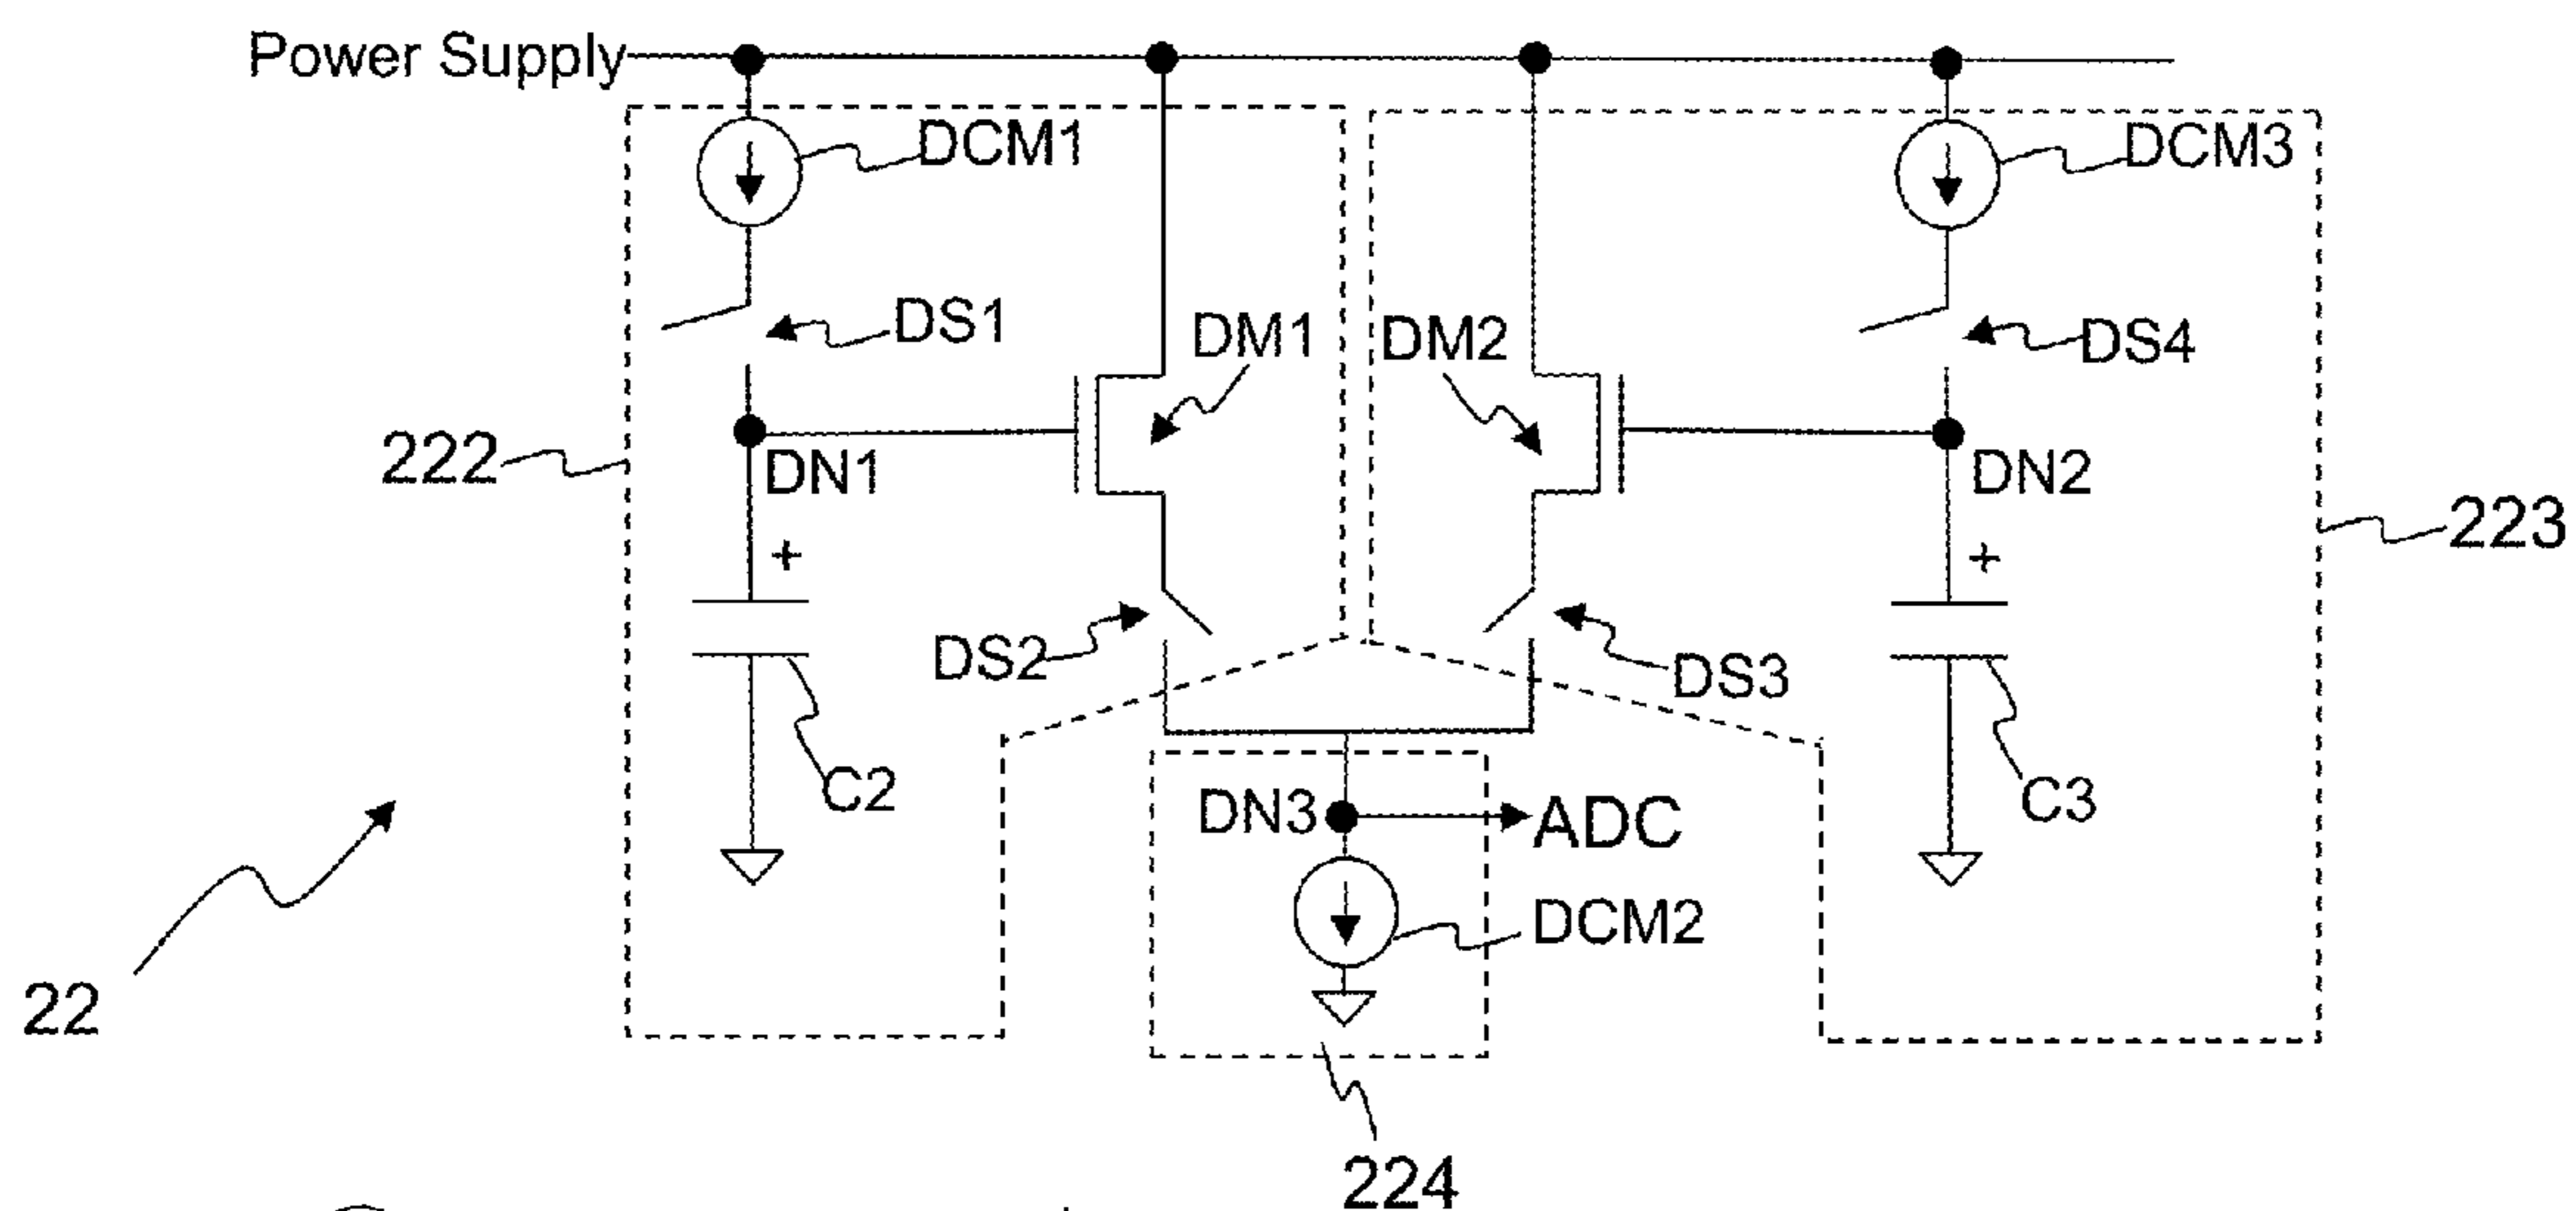 Power Supply
DCM1
DCM3
DS1
DM1
DM2
DS4
222
DN1
DN2
+
+
223
DS2
DS3
C2
DN3
ADC
C3
DCM2
22
224